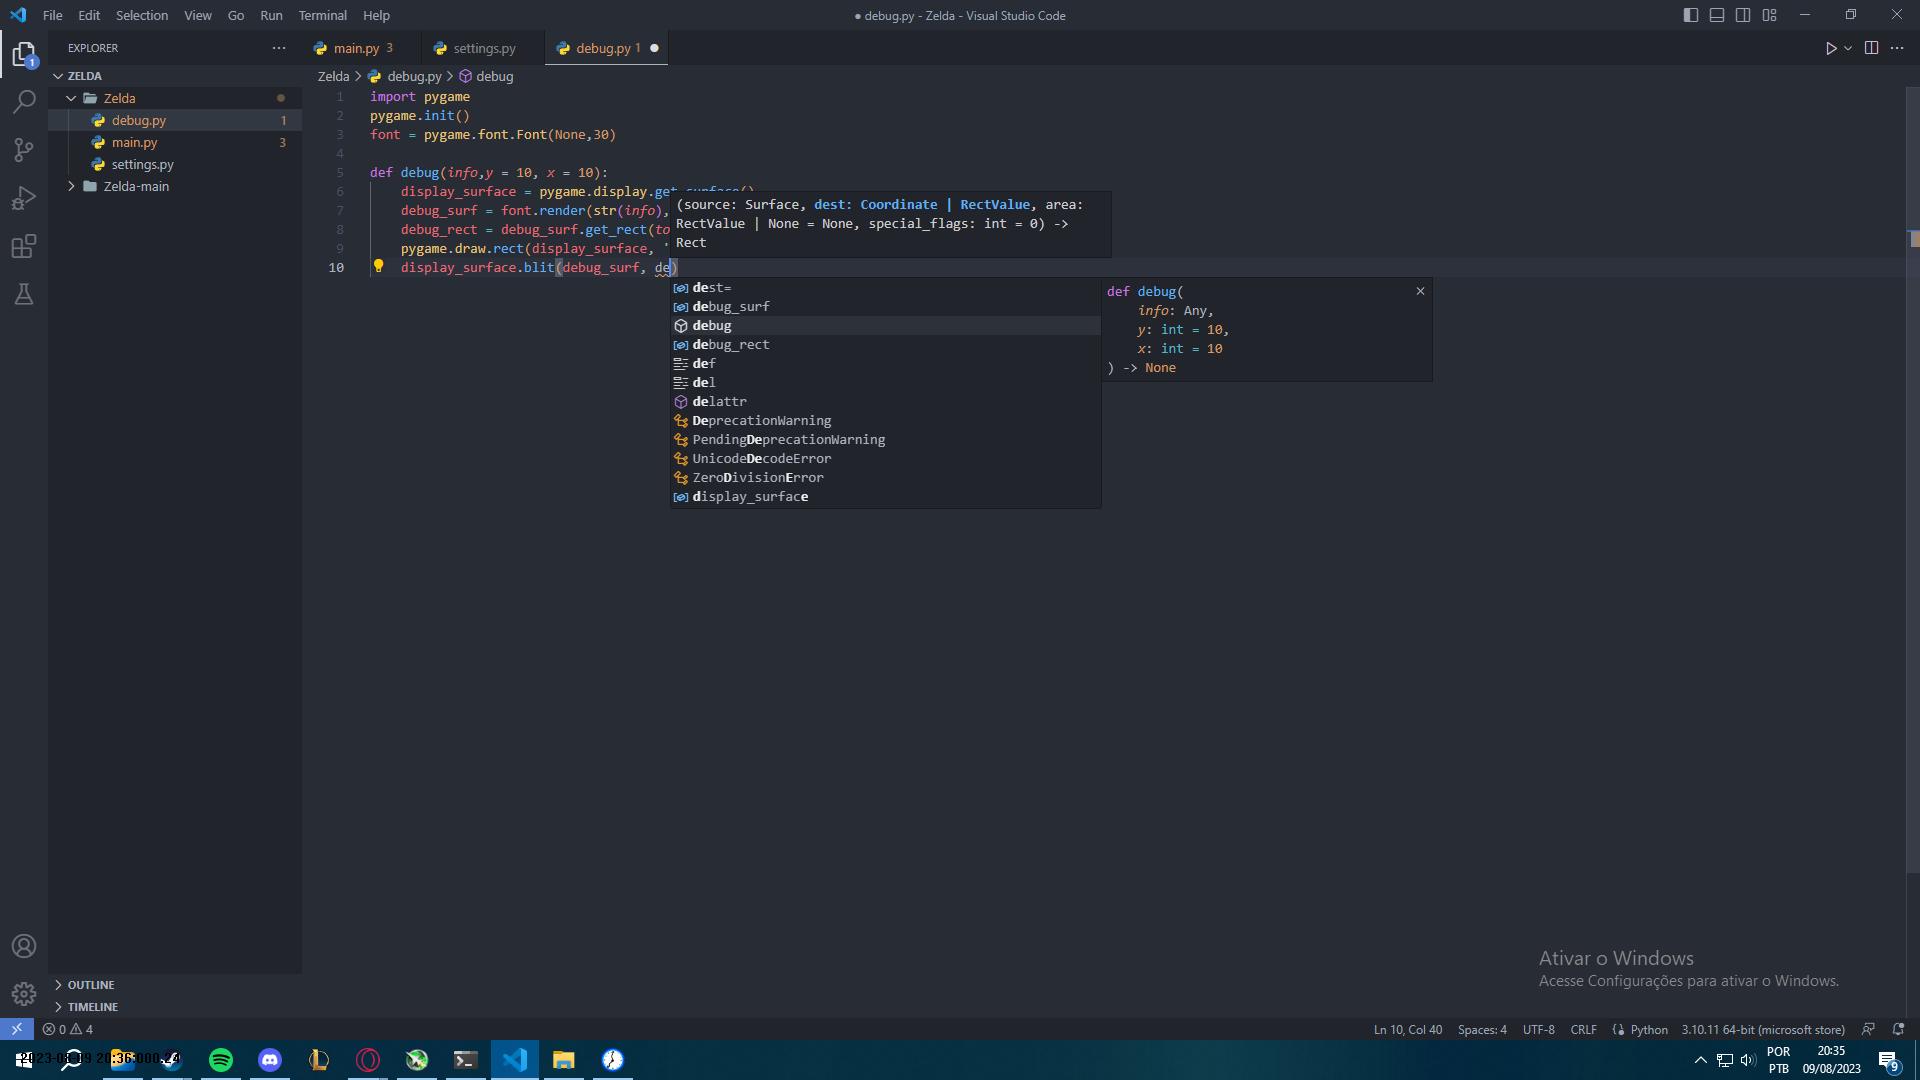 File Edit Selection View Go Run Terminal Help
● debug.py - Zelda - Visual Studio Code
EXPLORER
main.py 3
settings.py
debug.py 1
1
ZELDA
Zelda
debug.py 1
main.py 3
settings.py
Zelda-main
Zelda > debug.py > debug
1 import pygame
2 pygame.init()
3 font = pygame.font.Font(None,30)
4
5 def debug(info,y = 10, x = 10):
6 display_surface = pygame.display.get_surface()
7 debug_surf = font.render(str(info),
8 debug_rect = debug_surf.get_rect(to
9 pygame.draw.rect(display_surface, '
10 display_surface.blit(debug_surf, de)
(source: Surface, dest: Coordinate | RectValue, area:
RectValue | None = None, special_flags: int = 0) ->
Rect
dest=
debug_surf
debug
debug_rect
def
del
delattr
DeprecationWarning
PendingDeprecationWarning
UnicodeDecodeError
ZeroDivisionError
display_surface
def debug(
info: Any,
y: int = 10,
x: int = 10
) -> None
Ativar o Windows
Acesse Configurações para ativar o Windows.
OUTLINE
TIMELINE
0 4
Ln 10, Col 40 Spaces: 4 UTF-8 CRLF Python 3.10.11 64-bit (microsoft store)
POR
PTB
20:35
09/08/2023
9